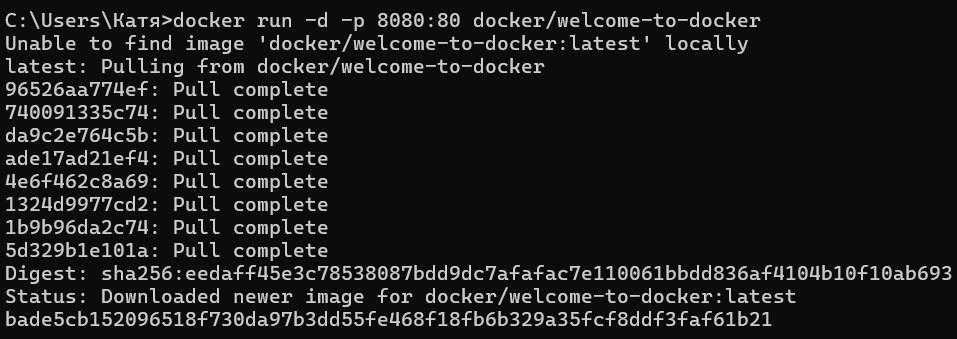 C:\Users\Катя>docker run -d -p 8080:80 docker/welcome-to-docker
Unable to find image 'docker/welcome-to-docker:latest' locally
latest: Pulling from docker/welcome-to-docker
96526aa774ef: Pull complete
740091335c74: Pull complete
da9c2e764c5b: Pull complete
ade17ad21ef4: Pull complete
4e6f462c8a69: Pull complete
1324d9977cd2: Pull complete
1b9b96da2c74: Pull complete
5d329b1e101a: Pull complete
Digest: sha256:eedaff45e3c78538087bdd9dc7afafac7e110061bbdd836af4104b10f10ab693
Status: Downloaded newer image for docker/welcome-to-docker:latest
bade5cb152096518f730da97b3dd55fe468f18fb6b329a35fcf8ddf3faf61b21